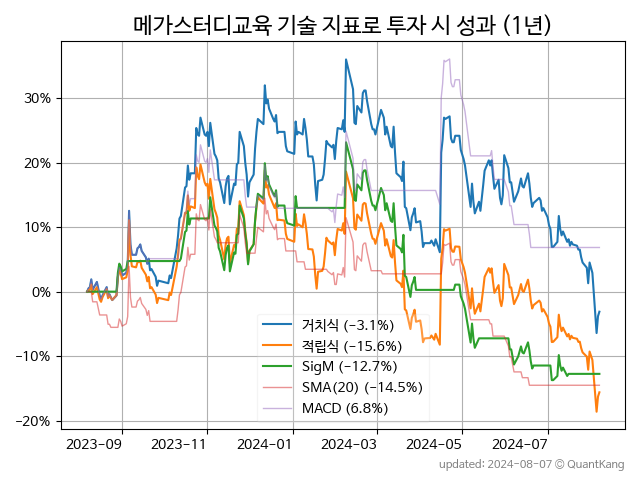 메가스터디교육 기술 지표로 투자 시 성과 (1년)
30%
20%
10%
0%
−10%
−20%
거치식 (−3.1%)
적립식 (−15.6%)
SigM (−12.7%)
SMA(20) (−14.5%)
MACD (6.8%)
2023-09
2023-11
2024-01
2024-03
2024-05
2024-07
updated: 2024-08-07 © QuantKang